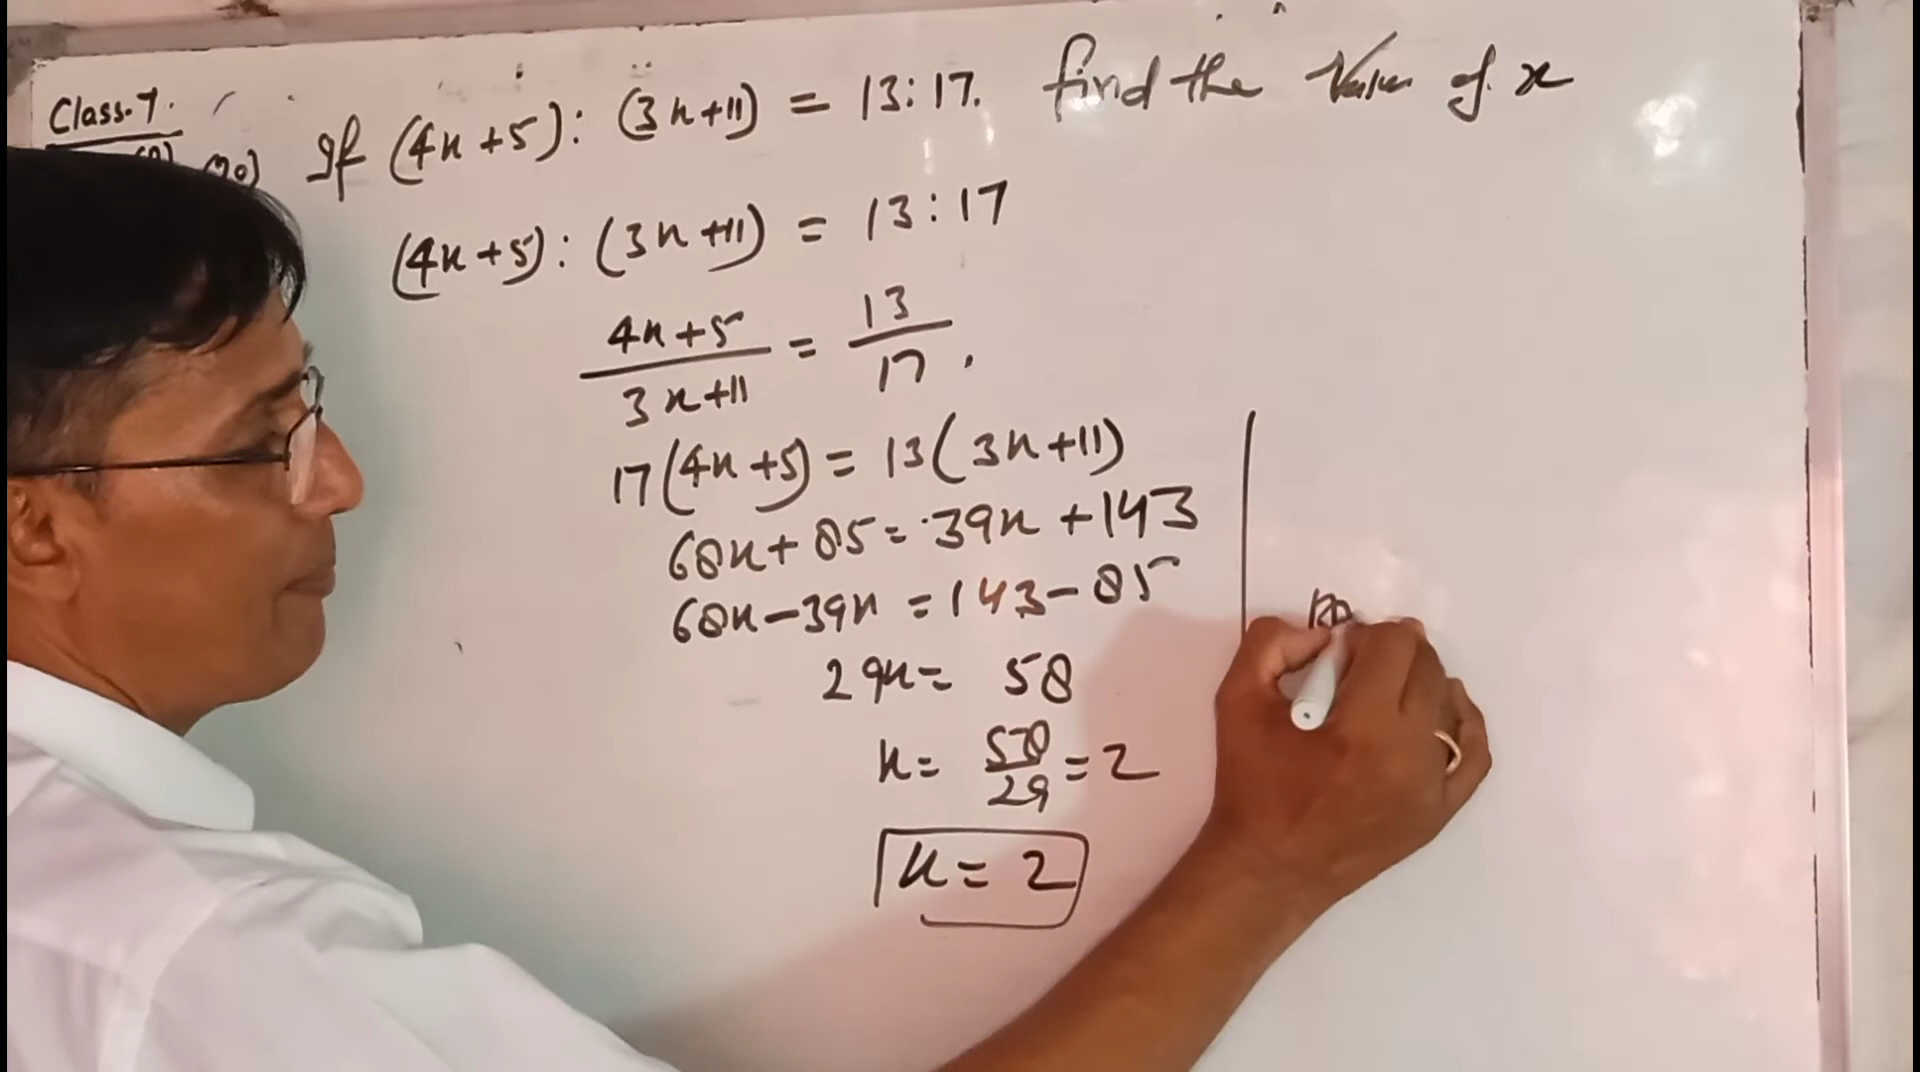 Class-7.
20) If (4x+5): (3x+11) = 13:17. find the Value of x
(4x+5): (3x+11) = 13:17
4x+5/3x+11 = 13/17.
17(4x+5) = 13(3x+11)
68x+85=39x+143
68x-39x=143-85
29x= 58
x= 58/29=2
x=2